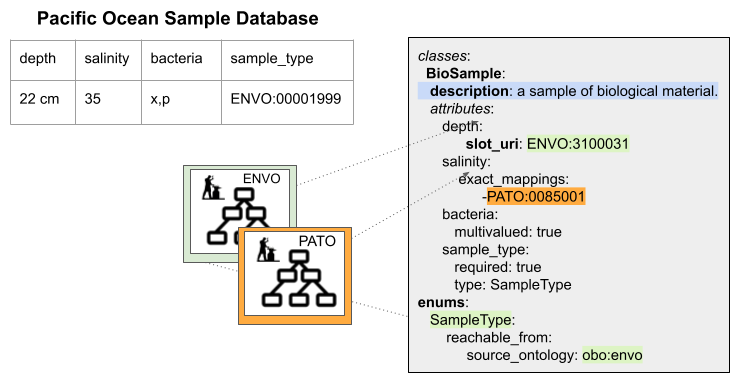 Pacific Ocean Sample Database
depth salinity bacteria sample_type
22 cm 35 x,p ENVO:00001999
ENVO
PATO
classes:
BioSample:
description: a sample of biological material.
attributes:
depth:
slot_uri: ENVO:3100031
salinity:
exact_mappings:
-PATO:0085001
bacteria:
multivalued: true
sample_type:
required: true
type: SampleType
enums:
SampleType:
reachable_from:
source_ontology: obo:envo